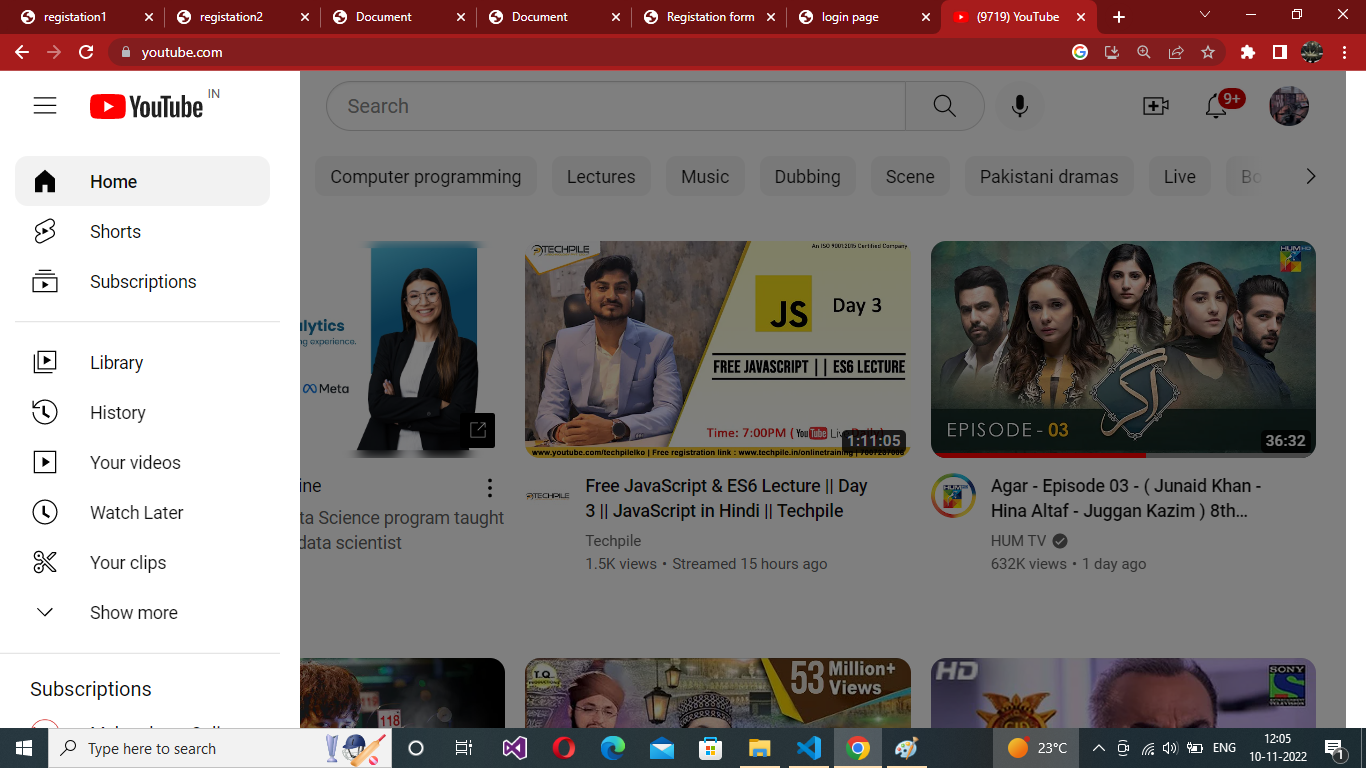 registation1
registation2
Document
Document
Registation form
login page
(9719) YouTube
youtube.com
YouTube IN
Search
9+
Home
Shorts
Subscriptions
Library
History
Your videos
Watch Later
Your clips
Show more
Subscriptions
Computer programming
Lectures
Music
Dubbing
Scene
Pakistani dramas
Live
lytics
ng experience.
Meta
ine
ta Science program taught
data scientist
TECHPILE
An ISO 9001:2015 Certified Company
JS
Day 3
FREE JAVASCRIPT || ES6 LECTURE
Time: 7:00PM ( YouTube Live
www.youtube.com/techpilelko | Free registration link : www.techpile.in/onlinetraining |
1:11:05
Free JavaScript & ES6 Lecture || Day
3 || JavaScript in Hindi || Techpile
Techpile
1.5K views • Streamed 15 hours ago
HUM HD
اگر
EPISODE - 03
36:32
Agar - Episode 03 - ( Junaid Khan -
Hina Altaf - Juggan Kazim ) 8th...
HUM TV
632K views • 1 day ago
118
T.Q
PRODUCTION
53 Million+
Views
HD
SONY
Type here to search
23°C
ENG
12:05
10-11-2022
1